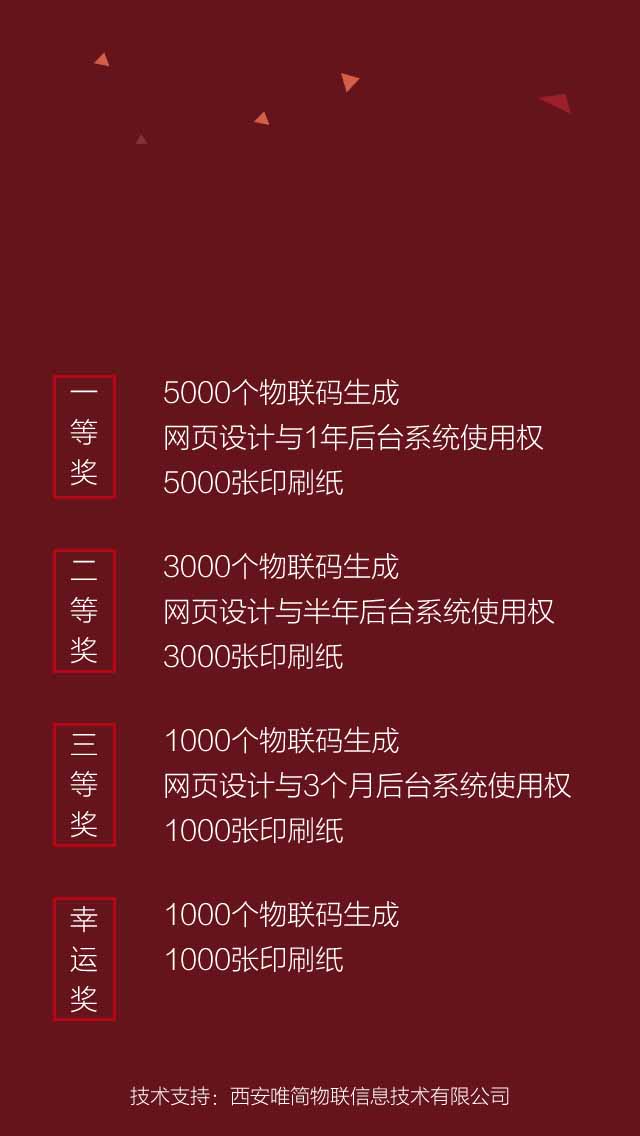 一等奖
5000个物联码生成
网页设计与1年后台系统使用权
5000张印刷纸
二等奖
3000个物联码生成
网页设计与半年后台系统使用权
3000张印刷纸
三等奖
1000个物联码生成
网页设计与3个月后台系统使用权
1000张印刷纸
幸运奖
1000个物联码生成
1000张印刷纸
技术支持：西安唯简物联信息技术有限公司